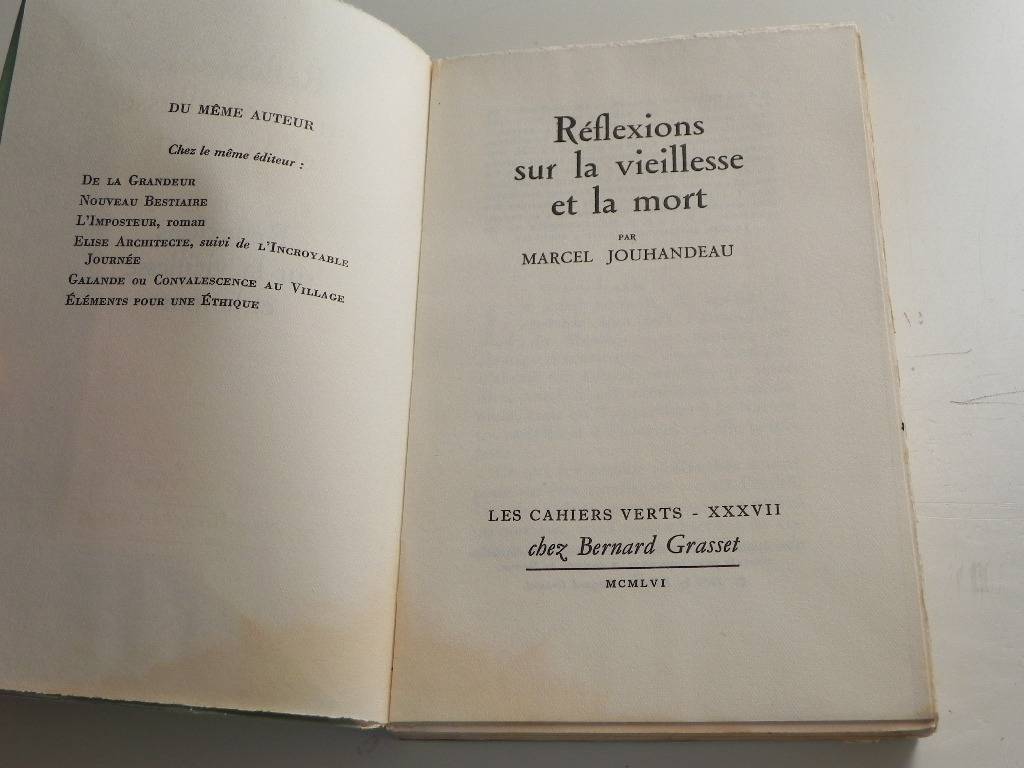 DU MÊME AUTEUR
Chez le même éditeur :
DE LA GRANDEUR
NOUVEAU BESTIAIRE
L'IMPOSTEUR, roman
ELISE ARCHITECTE, suivi de L'INCROYABLE
JOURNÉE
GALANDE ou CONVALESCENCE AU VILLAGE
ÉLÉMENTS POUR UNE ÉTHIQUE
Réflexions
sur la vieillesse
et la mort
PAR
MARCEL JOUHANDEAU
LES CAHIERS VERTS - XXXVII
chez Bernard Grasset
MCMLVI